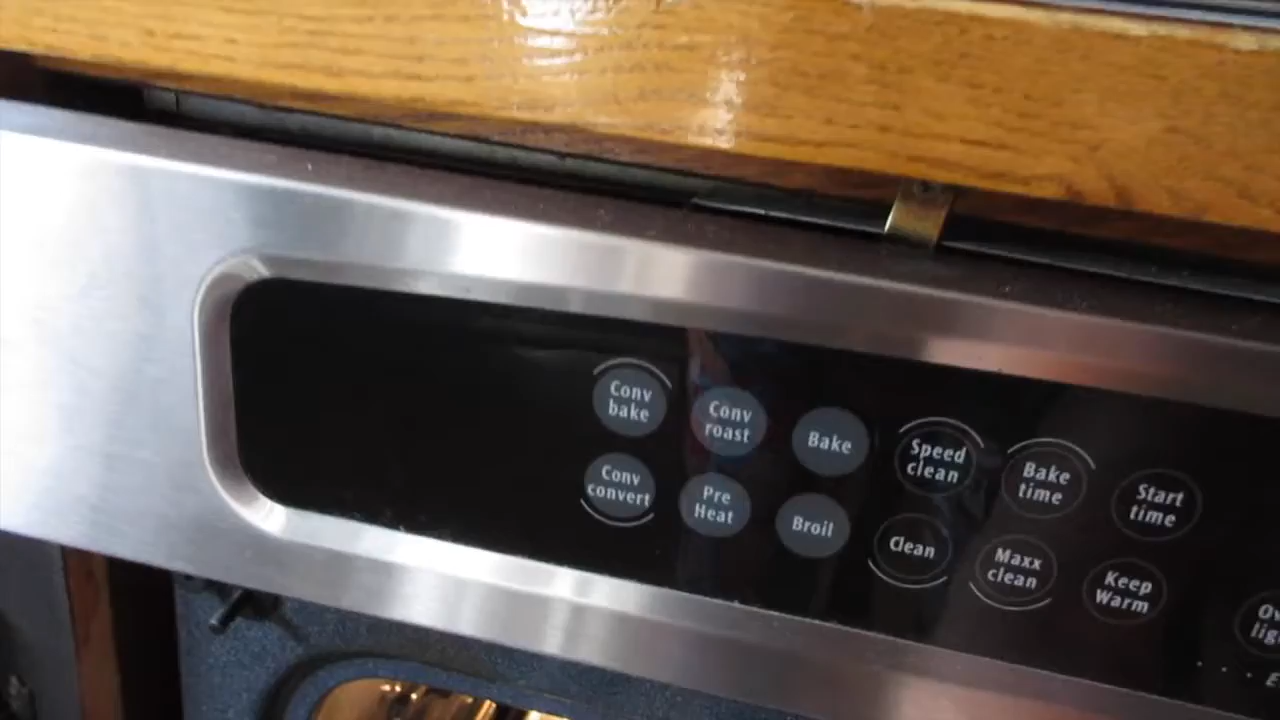 Conv
bake
Conv
roast
Bake
Speed
clean
Bake
time
Start
time
Conv
convert
Pre
Heat
Broil
Clean
Maxx
clean
Keep
Warm